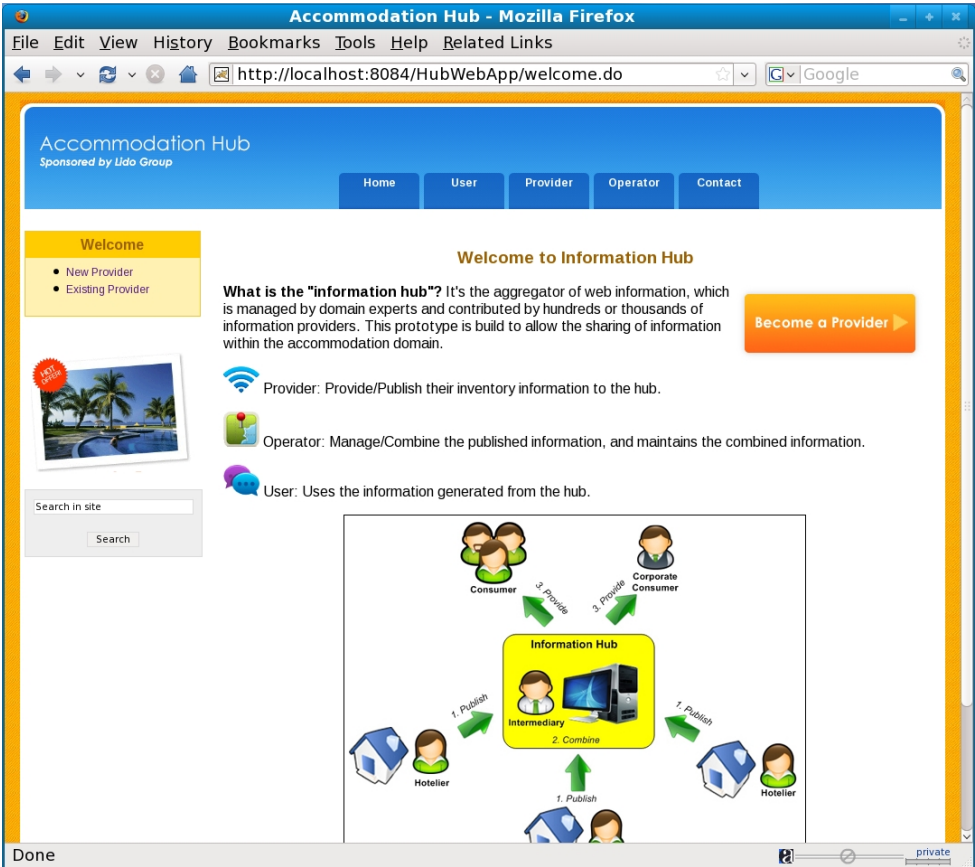 Accommodation Hub - Mozilla Firefox
File Edit View History Bookmarks Tools Help Related Links
http://localhost:8084/HubWebApp/welcome.do
G Google
Accommodation Hub
Sponsored by Lido Group
Home User Provider Operator Contact
Welcome
New Provider
Existing Provider
HOT OFFER!
Search in site
Search
Welcome to Information Hub
What is the "information hub"? It's the aggregator of web information, which
is managed by domain experts and contributed by hundreds or thousands of
information providers. This prototype is build to allow the sharing of information
within the accommodation domain.
Become a Provider
Provider: Provide/Publish their inventory information to the hub.
Operator: Manage/Combine the published information, and maintains the combined information.
User: Uses the information generated from the hub.
Consumer
Corporate
Consumer
3. Provide
3. Provide
Information Hub
Intermediary
2. Combine
1. Publish
1. Publish
Hotelier
Hotelier
1. Publish
Done
private